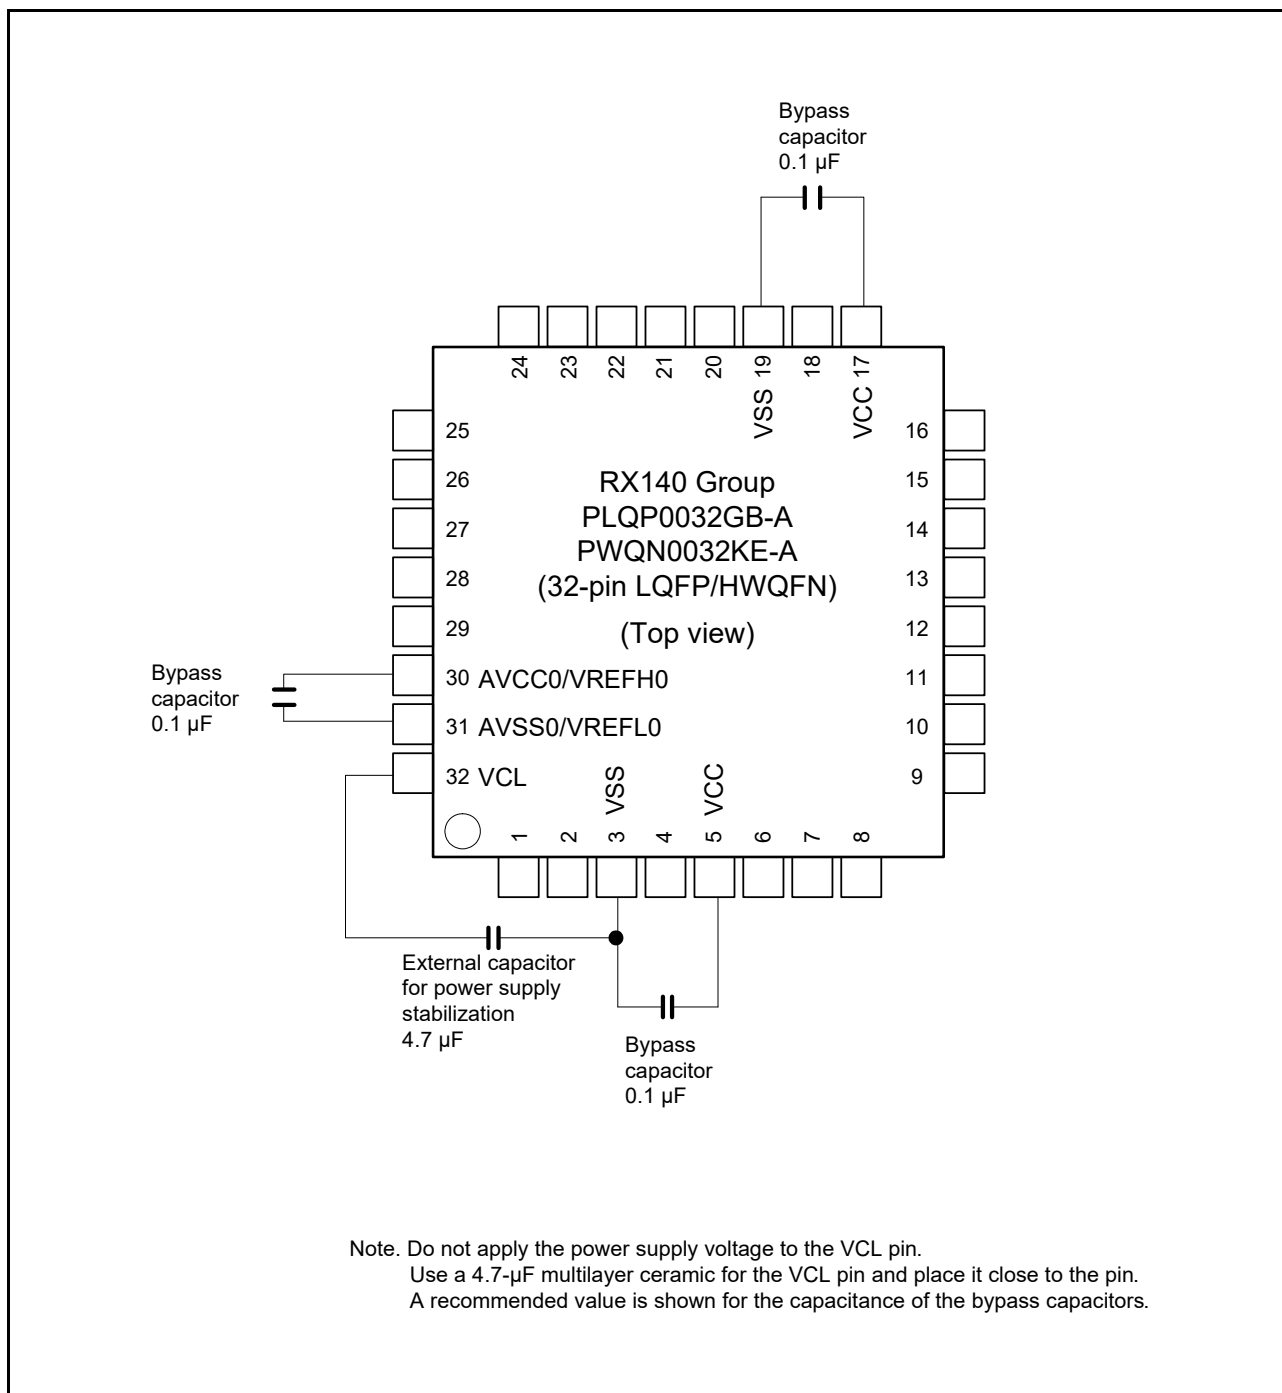 Bypass
capacitor
0.1 µF
24
23
22
21
20
VSS 19
18
VCC 17
25
26
27
28
29
30 AVCC0/VREFH0
31 AVSS0/VREFL0
32 VCL
16
15
14
13
12
11
10
9
RX140 Group
PLQP0032GB-A
PWQN0032KE-A
(32-pin LQFP/HWQFN)
(Top view)
Bypass
capacitor
0.1 µF
1
2
3 VSS
4
5 VCC
6
7
8
External capacitor
for power supply
stabilization
4.7 µF
Bypass
capacitor
0.1 µF
Note. Do not apply the power supply voltage to the VCL pin.
Use a 4.7-µF multilayer ceramic for the VCL pin and place it close to the pin.
A recommended value is shown for the capacitance of the bypass capacitors.